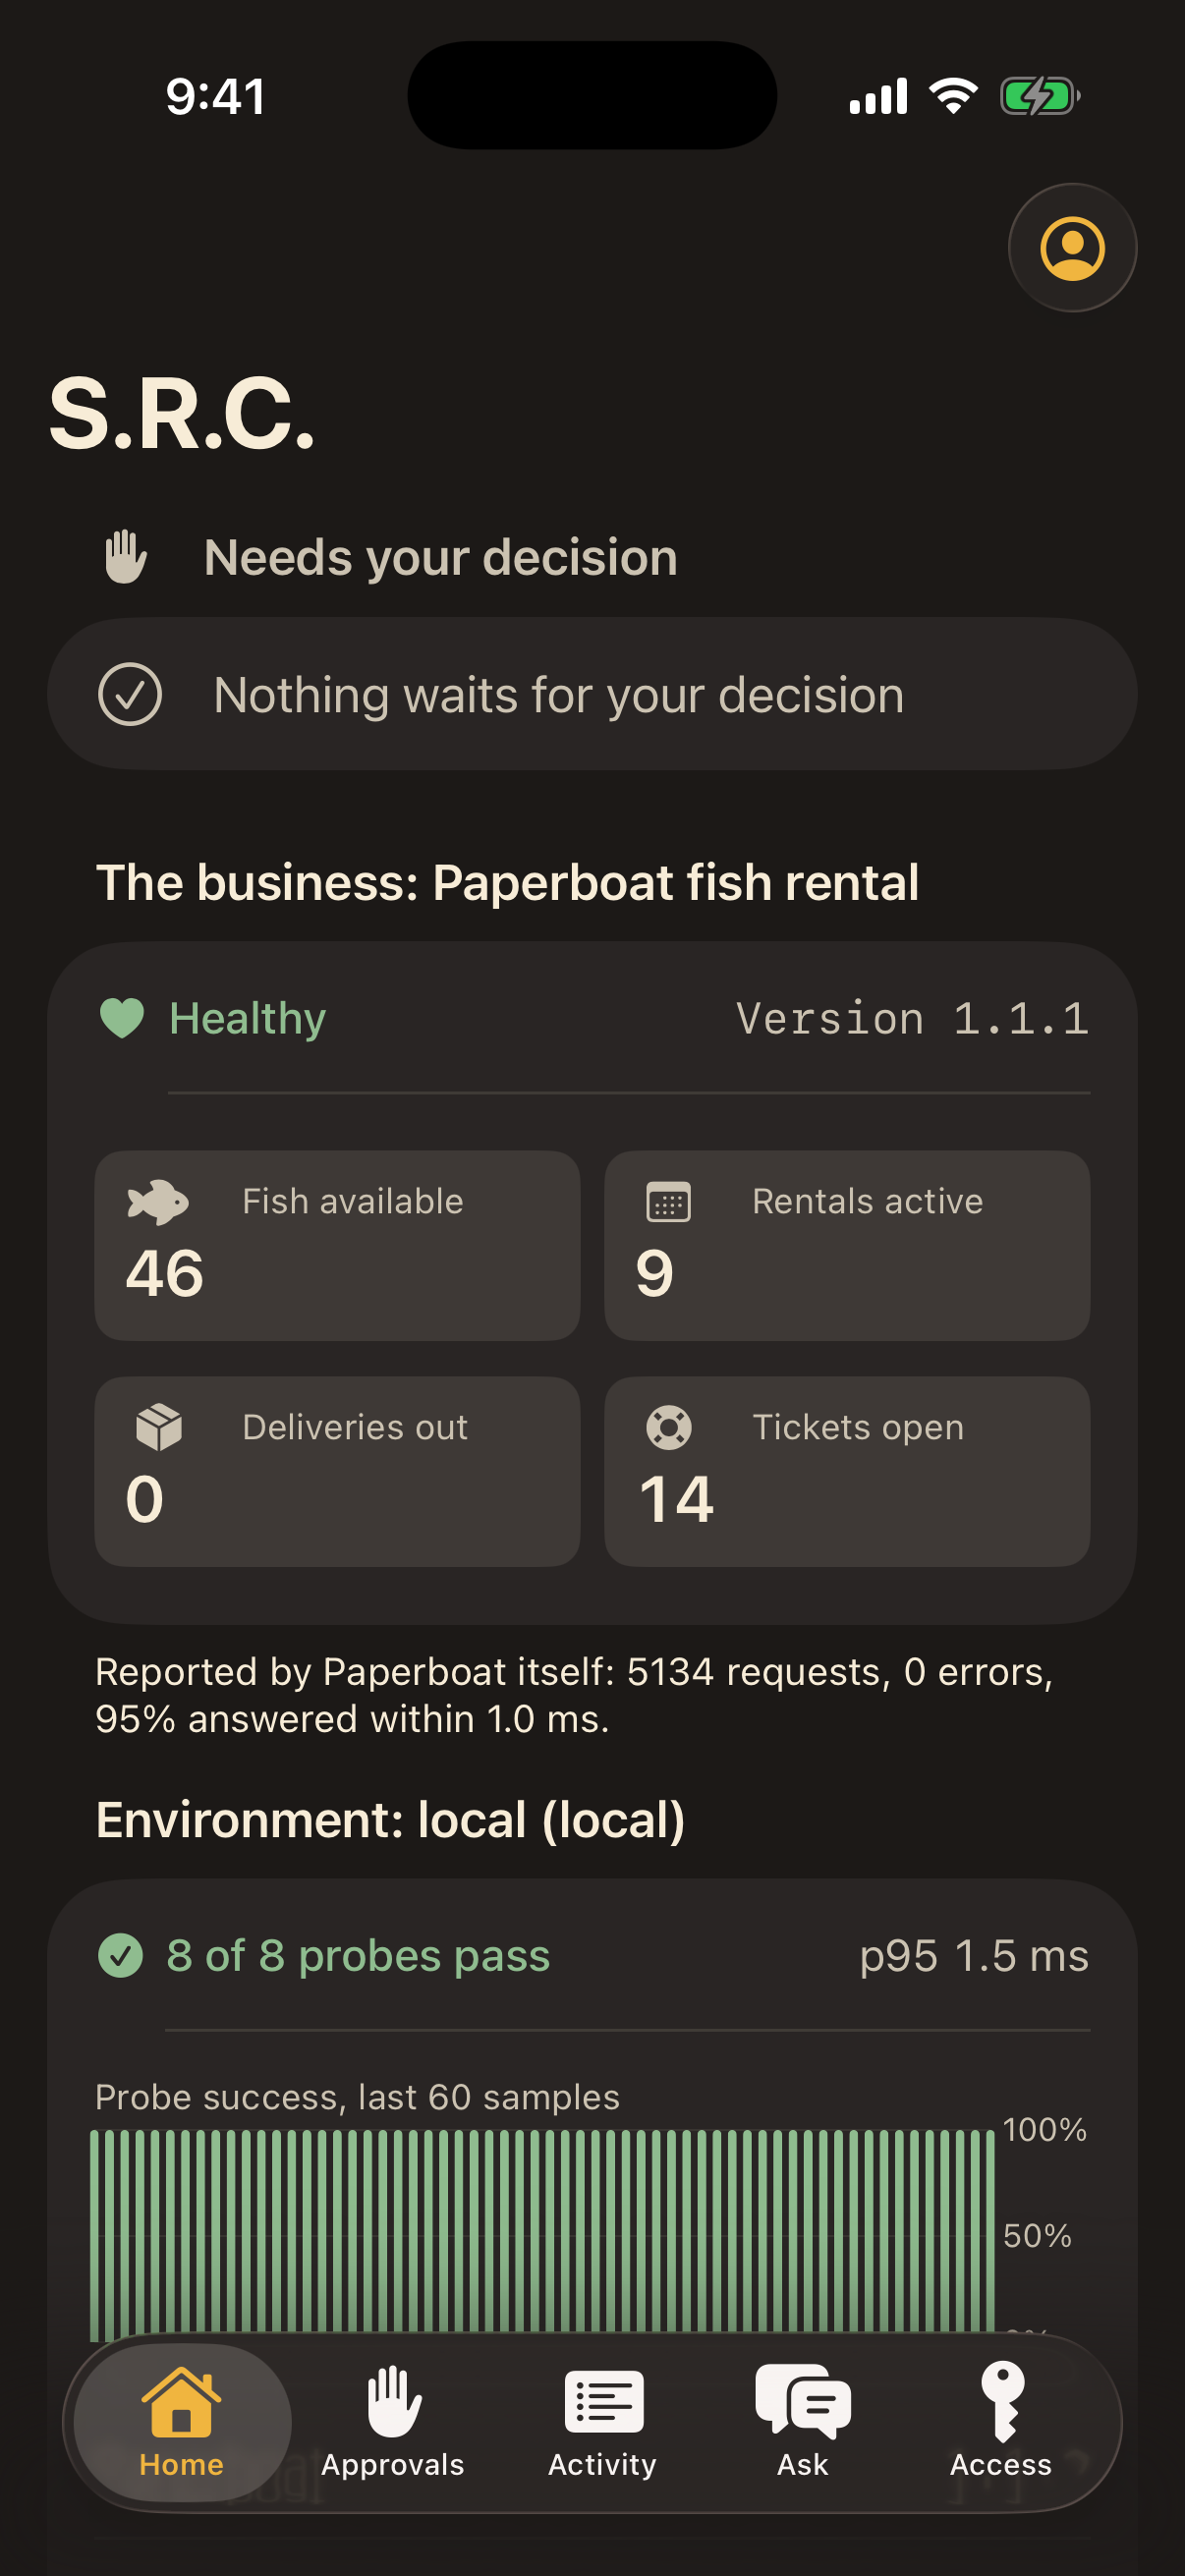 9:41
S.R.C.
Needs your decision
Nothing waits for your decision
The business: Paperboat fish rental
Healthy
Version 1.1.1
Fish available
46
Rentals active
9
Deliveries out
0
Tickets open
14
Reported by Paperboat itself: 5134 requests, 0 errors,
95% answered within 1.0 ms.
Environment: local (local)
8 of 8 probes pass
p95 1.5 ms
Probe success, last 60 samples
100%
50%
Home
Approvals
Activity
Ask
Access